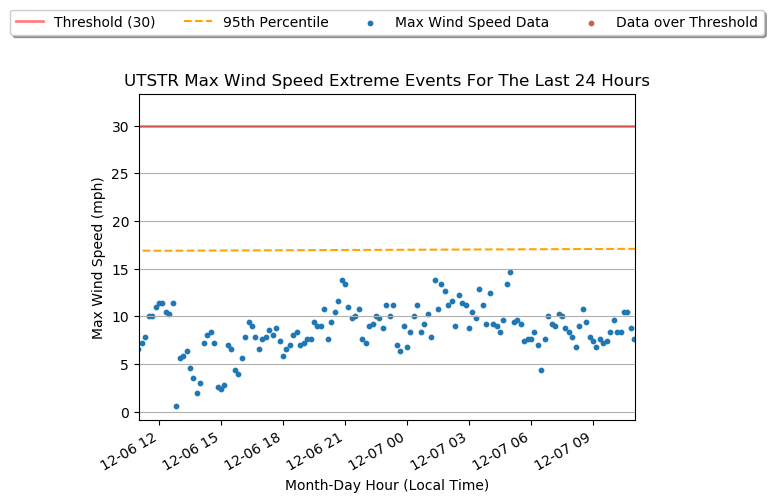 Threshold (30) 95th Percentile Max Wind Speed Data Data over Threshold
UTSTR Max Wind Speed Extreme Events For The Last 24 Hours
Max Wind Speed (mph)
30
25
20
15
10
5
0
12-06 12 12-06 15 12-06 18 12-06 21 12-07 00 12-07 03 12-07 06 12-07 09
Month-Day Hour (Local Time)